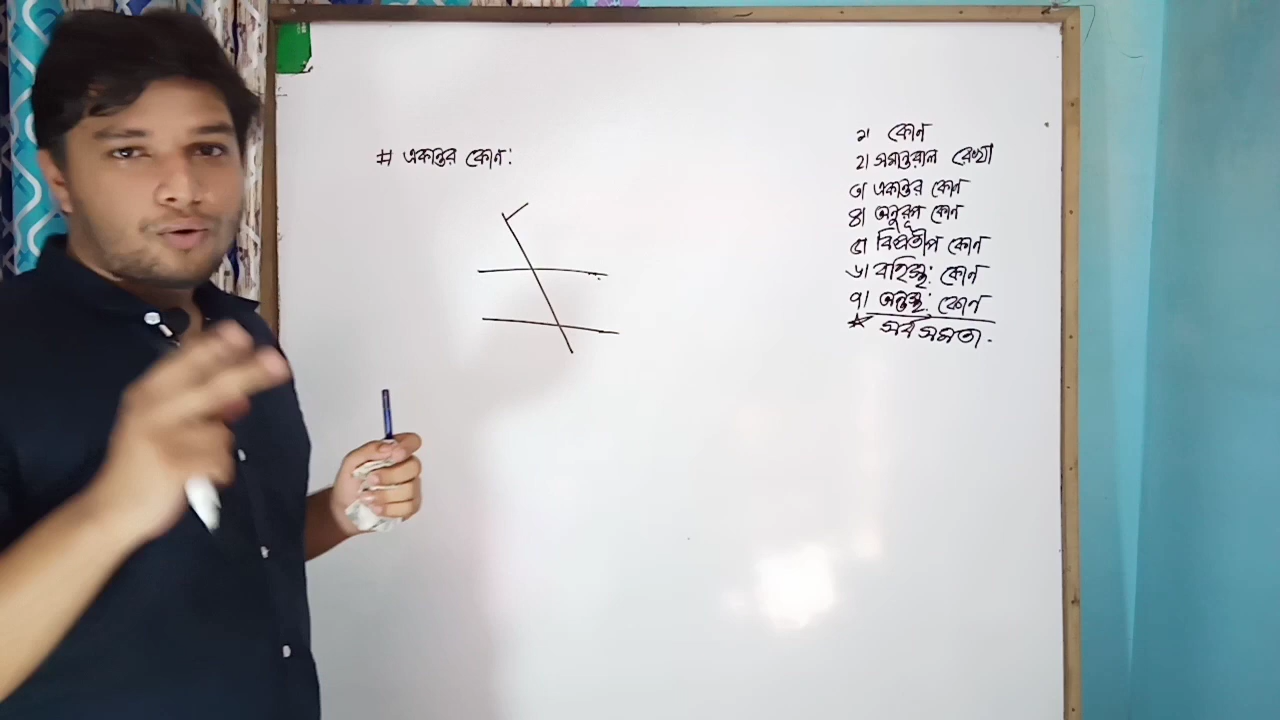 # একান্তর কোন:
১। কোন
২। সমান্তরাল রেখা
৩। একান্তর কোন
৪। অনুরূপ কোন
৫। বিপ্রতীপ কোন
৬। বহিঃস্থ: কোন
৭। অন্তঃস্থ: কোন
* সর্বসমতা.